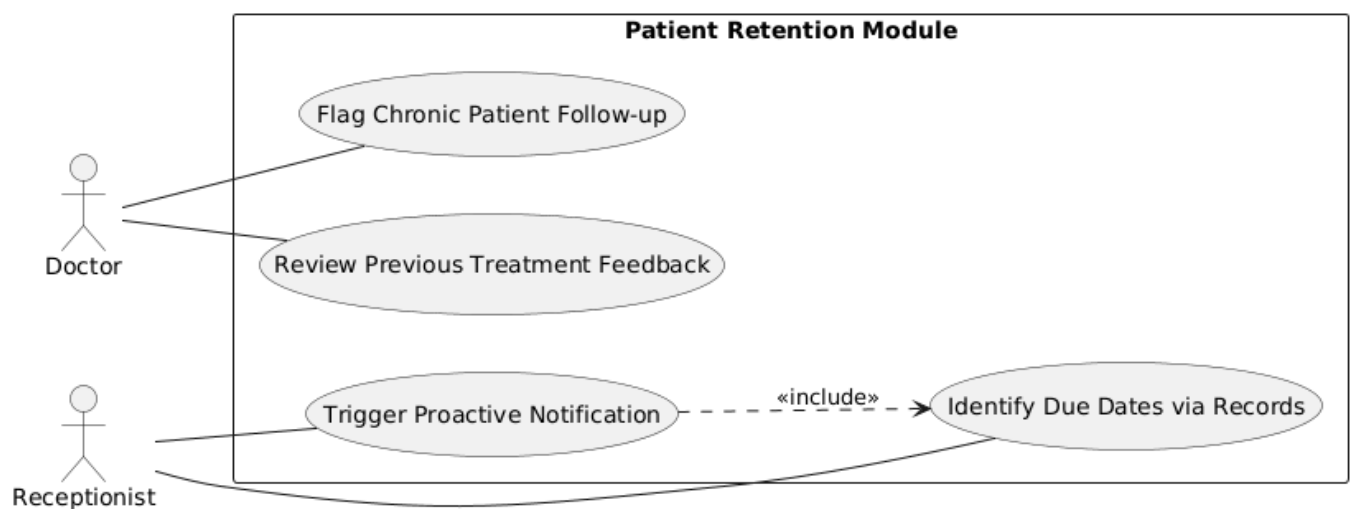 Patient Retention Module
Flag Chronic Patient Follow-up
Doctor
Review Previous Treatment Feedback
Trigger Proactive Notification
«include»
Identify Due Dates via Records
Receptionist